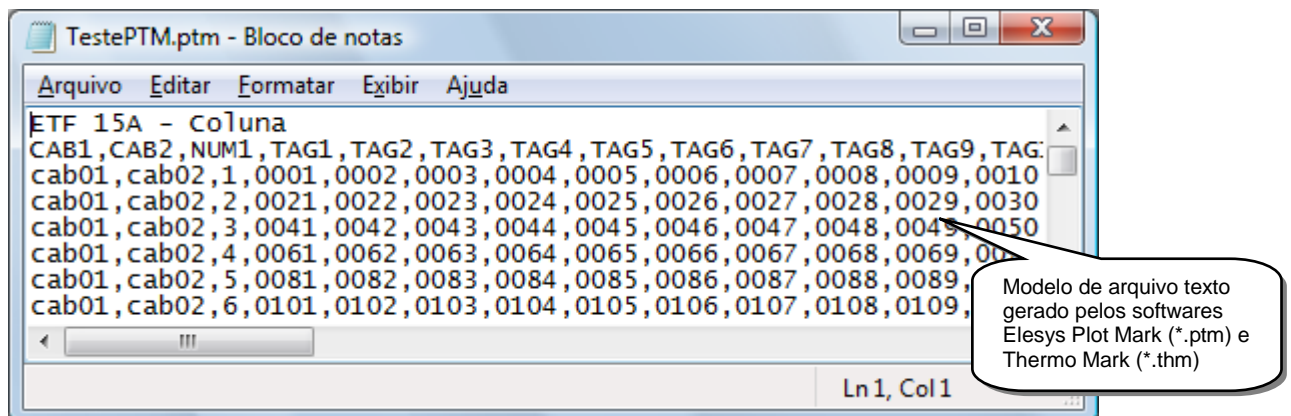 TestePTM.ptm - Bloco de notas
Arquivo Editar Formatar Exibir Ajuda
ETF 15A - Coluna
CAB1,CAB2,NUM1,TAG1,TAG2,TAG3,TAG4,TAG5,TAG6,TAG7,TAG8,TAG9,TAG
cab01,cab02,1,0001,0002,0003,0004,0005,0006,0007,0008,0009,0010
cab01,cab02,2,0021,0022,0023,0024,0025,0026,0027,0028,0029,0030
cab01,cab02,3,0041,0042,0043,0044,0045,0046,0047,0048,0049,0050
cab01,cab02,4,0061,0062,0063,0064,0065,0066,0067,0068,0069,00
cab01,cab02,5,0081,0082,0083,0084,0085,0086,0087,0088,0089,
cab01,cab02,6,0101,0102,0103,0104,0105,0106,0107,0108,0109,
Modelo de arquivo texto
gerado pelos softwares
Elesys Plot Mark (*.ptm) e
Thermo Mark (*.thm)
Ln 1, Col 1